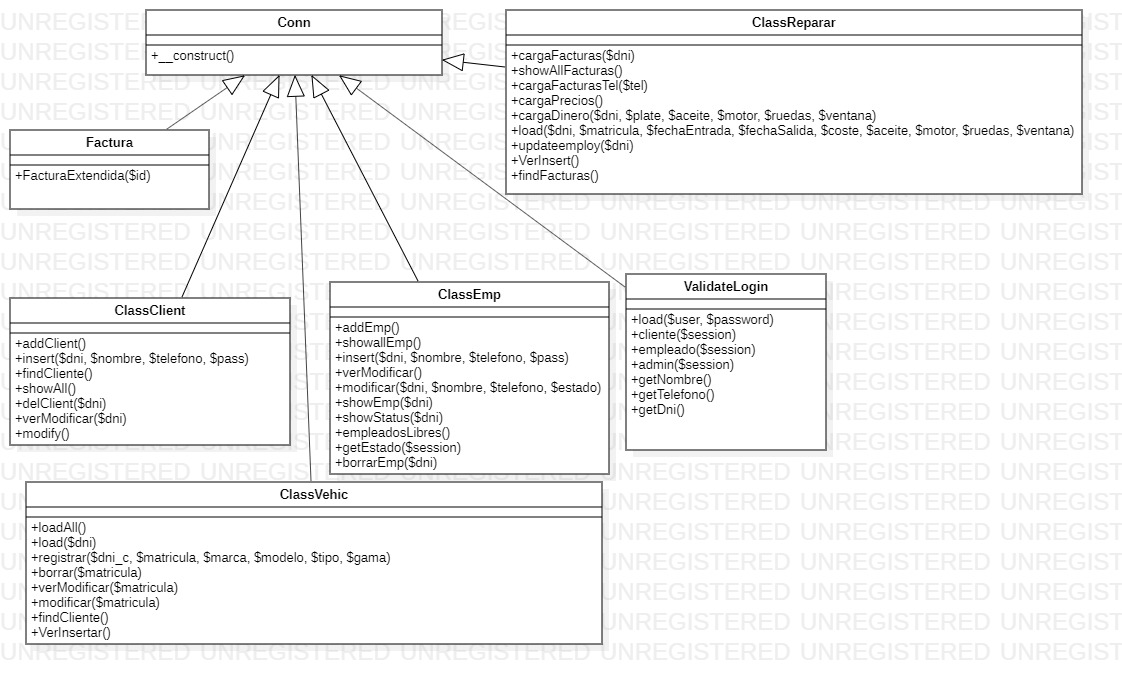 Conn
+__construct()
ClassReparar
+cargaFacturas($dni)
+showAllFacturas()
+cargaFacturasTel($tel)
+cargaPrecios()
+cargaDinero($dni, $plate, $aceite, $motor, $ruedas, $ventana)
+load($dni, $matricula, $fechaEntrada, $fechaSalida, $coste, $aceite, $motor, $ruedas, $ventana)
+updateemploy($dni)
+VerInsert()
+findFacturas()
Factura
+FacturaExtendida($id)
ClassClient
+addClient()
+insert($dni, $nombre, $telefono, $pass)
+findCliente()
+showAll()
+delClient($dni)
+verModificar($dni)
+modify()
ClassEmp
+addEmp()
+showallEmp()
+insert($dni, $nombre, $telefono, $pass)
+verModificar()
+modificar($dni, $nombre, $telefono, $estado)
+showEmp($dni)
+showStatus($dni)
+empleadosLibres()
+getEstado($session)
+borrarEmp($dni)
ValidateLogin
+load($user, $password)
+cliente($session)
+empleado($session)
+admin($session)
+getNombre()
+getTelefono()
+getDni()
ClassVehic
+loadAll()
+load($dni)
+registrar($dni_c, $matricula, $marca, $modelo, $tipo, $gama)
+borrar($matricula)
+verModificar($matricula)
+modificar($matricula)
+findCliente()
+VerInsertar()
UNREGISTERED